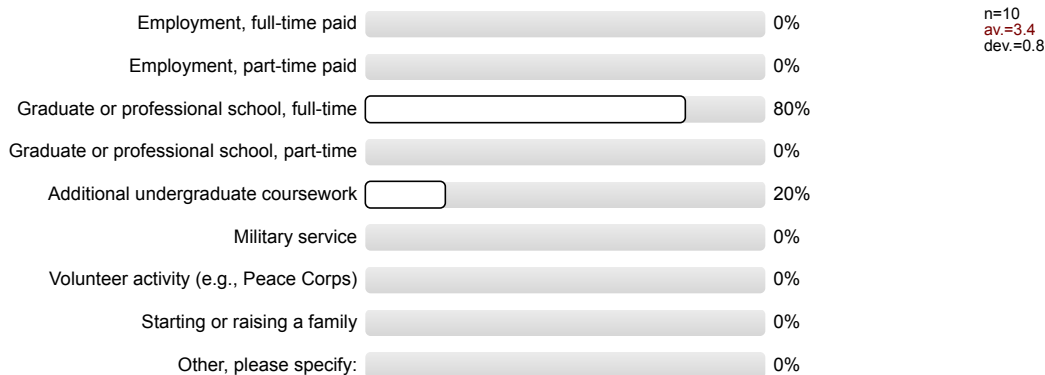 Employment, full-time paid 0%
Employment, part-time paid 0%
Graduate or professional school, full-time 80%
Graduate or professional school, part-time 0%
Additional undergraduate coursework 20%
Military service 0%
Volunteer activity (e.g., Peace Corps) 0%
Starting or raising a family 0%
Other, please specify: 0%
n=10
av.=3.4
dev.=0.8